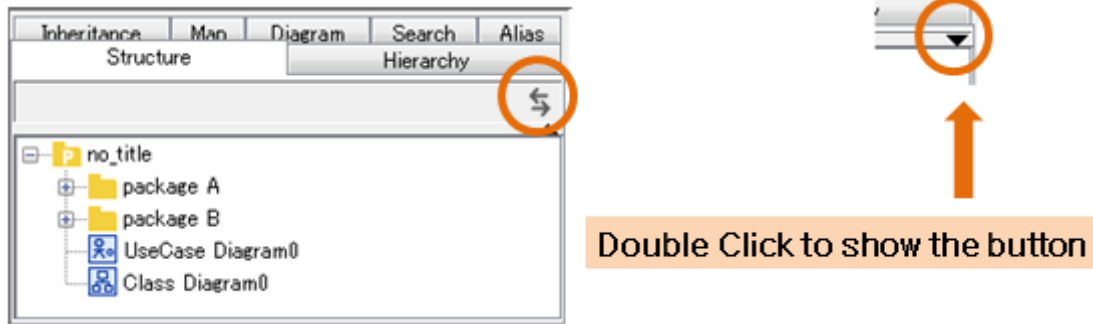 Inheritance Map Diagram Search Alias
Structure Hierarchy
P no_title
package A
package B
UseCase Diagram0
Class Diagram0
Double Click to show the button